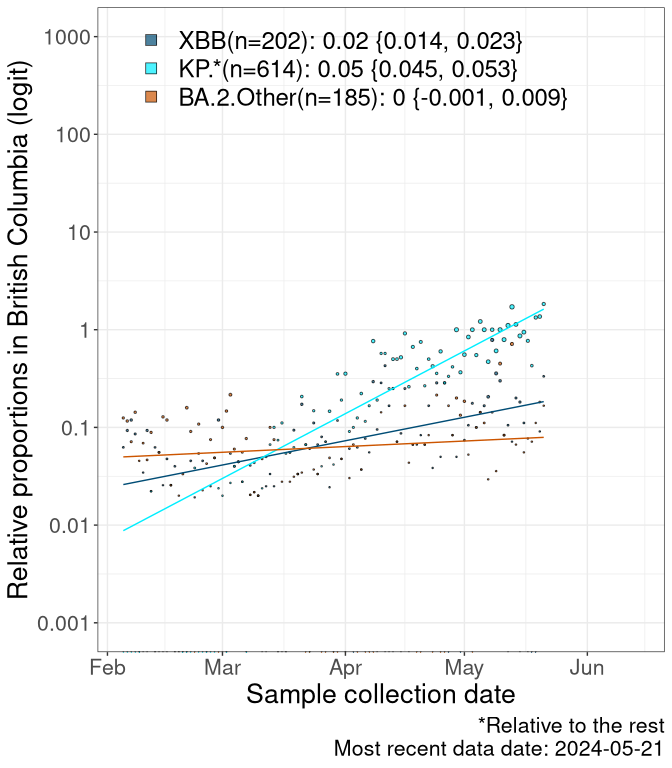 XBB(n=202): 0.02 {0.014, 0.023}
KP.*(n=614): 0.05 {0.045, 0.053}
BA.2.Other(n=185): 0 {-0.001, 0.009}
Relative proportions in British Columbia (logit)
1000
100
10
1
0.1
0.01
0.001
Feb Mar Apr May Jun
Sample collection date
*Relative to the rest
Most recent data date: 2024-05-21